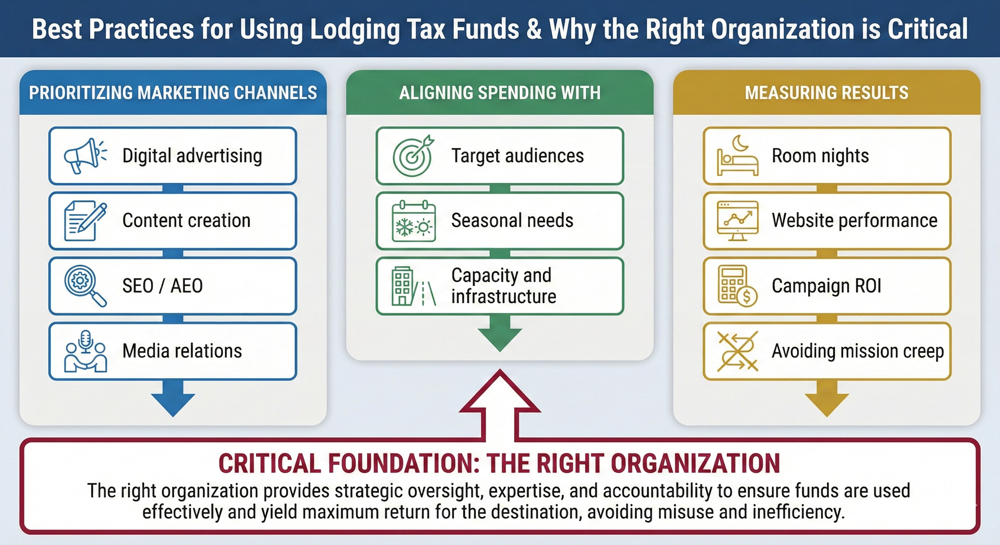 Best Practices for Using Lodging Tax Funds & Why the Right Organization is Critical
PRIORITIZING MARKETING CHANNELS
Digital advertising
Content creation
SEO / AEO
Media relations
ALIGNING SPENDING WITH
Target audiences
Seasonal needs
Capacity and
infrastructure
MEASURING RESULTS
Room nights
Website performance
Campaign ROI
$
Avoiding mission creep
CRITICAL FOUNDATION: THE RIGHT ORGANIZATION
The right organization provides strategic oversight, expertise, and accountability to ensure funds are used
effectively and yield maximum return for the destination, avoiding misuse and inefficiency.